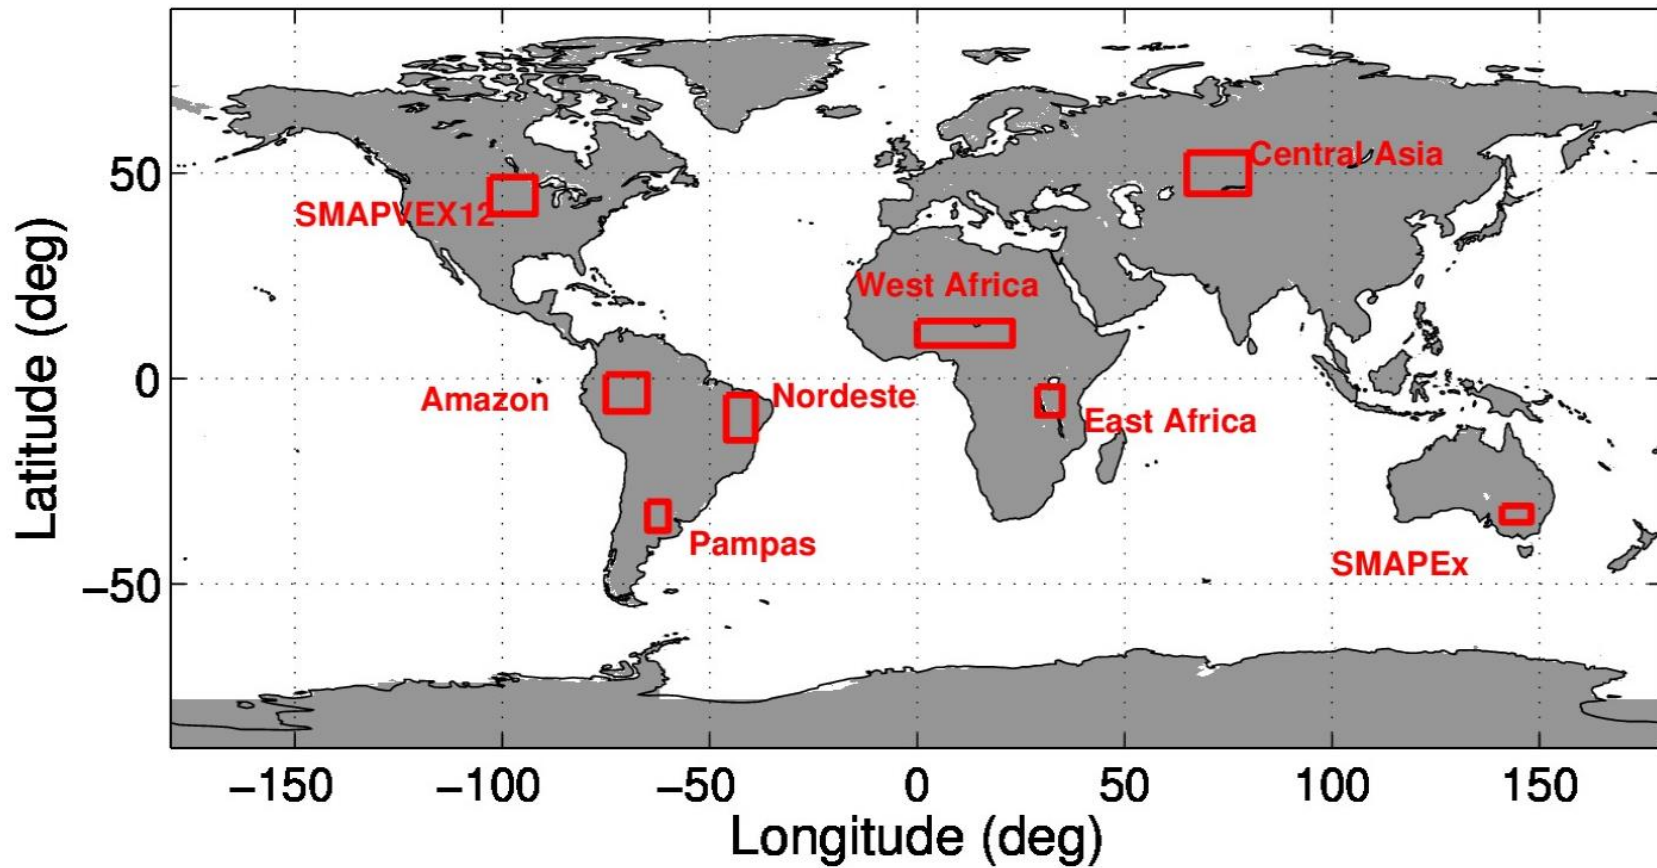 Latitude (deg)
50
0
−50
Central Asia
SMAPVEX12
West Africa
Amazon
Nordeste
East Africa
Pampas
SMAPEx
−150
−100
−50
0
50
100
150
Longitude (deg)